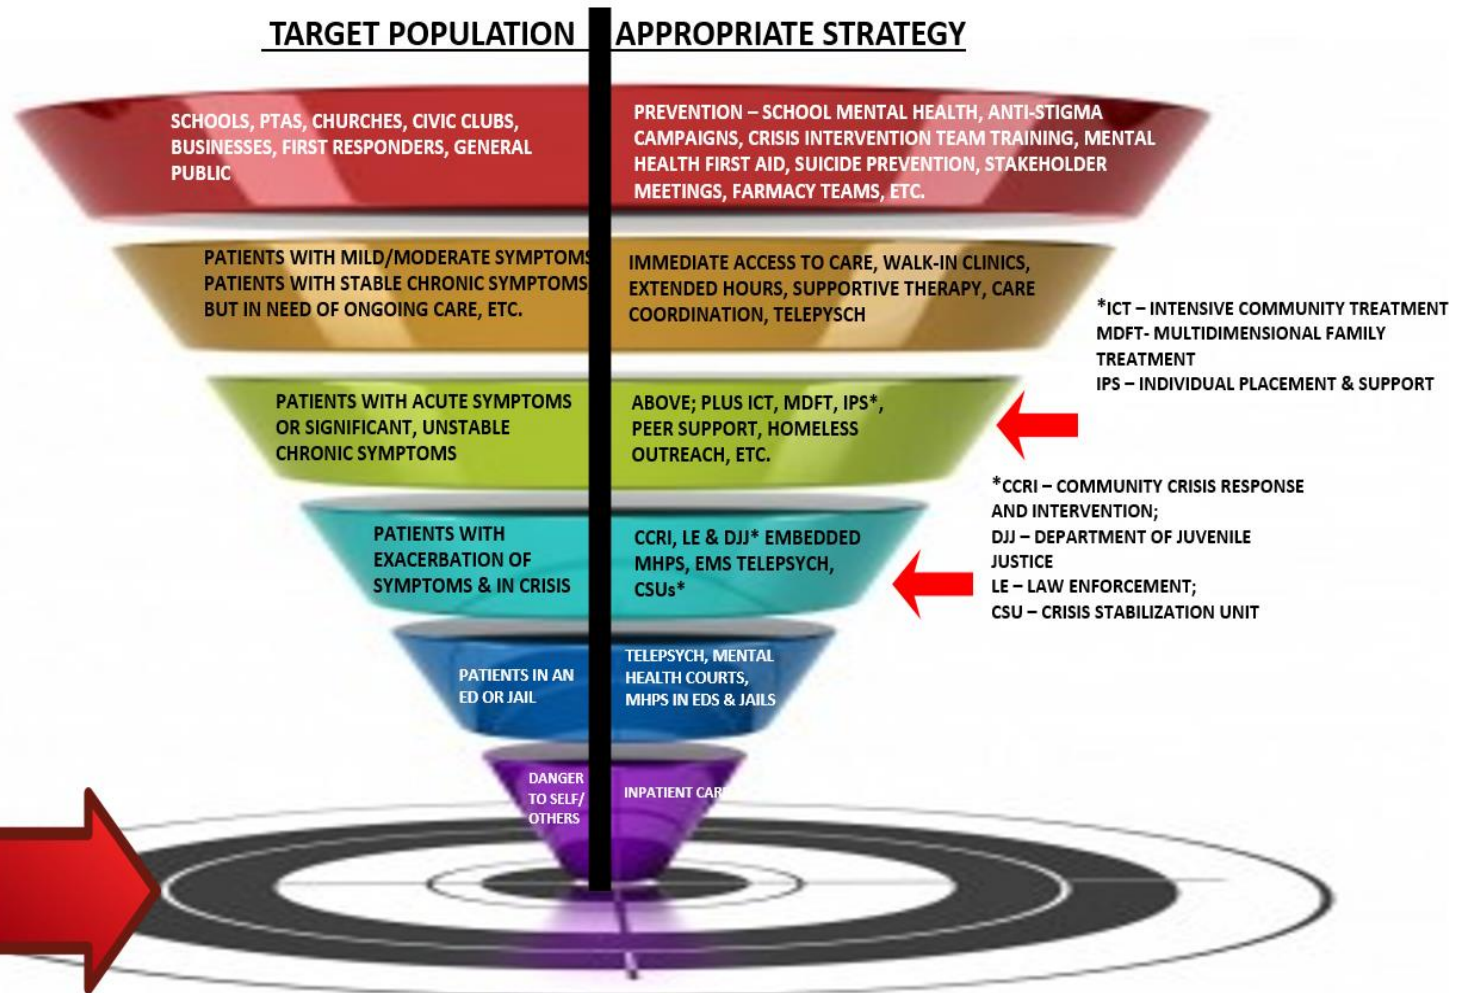 TARGET POPULATION
APPROPRIATE STRATEGY
SCHOOLS, PTAS, CHURCHES, CIVIC CLUBS,
BUSINESSES, FIRST RESPONDERS, GENERAL
PUBLIC
PREVENTION – SCHOOL MENTAL HEALTH, ANTI-STIGMA
CAMPAIGNS, CRISIS INTERVENTION TEAM TRAINING, MENTAL
HEALTH FIRST AID, SUICIDE PREVENTION, STAKEHOLDER
MEETINGS, FARMACY TEAMS, ETC.
PATIENTS WITH MILD/MODERATE SYMPTOMS
PATIENTS WITH STABLE CHRONIC SYMPTOMS
BUT IN NEED OF ONGOING CARE, ETC.
IMMEDIATE ACCESS TO CARE, WALK-IN CLINICS,
EXTENDED HOURS, SUPPORTIVE THERAPY, CARE
COORDINATION, TELEPYSCH
*ICT – INTENSIVE COMMUNITY TREATMENT
MDFT- MULTIDIMENSIONAL FAMILY
TREATMENT
IPS – INDIVIDUAL PLACEMENT & SUPPORT
PATIENTS WITH ACUTE SYMPTOMS
OR SIGNIFICANT, UNSTABLE
CHRONIC SYMPTOMS
ABOVE; PLUS ICT, MDFT, IPS*,
PEER SUPPORT, HOMELESS
OUTREACH, ETC.
*CCRI – COMMUNITY CRISIS RESPONSE
AND INTERVENTION;
DJJ – DEPARTMENT OF JUVENILE
JUSTICE
LE – LAW ENFORCEMENT;
CSU – CRISIS STABILIZATION UNIT
PATIENTS WITH
EXACERBATION OF
SYMPTOMS & IN CRISIS
CCRI, LE & DJJ* EMBEDDED
MHPS, EMS TELEPSYCH,
CSUs*
PATIENTS IN AN
ED OR JAIL
TELEPSYCH, MENTAL
HEALTH COURTS,
MHPS IN EDS & JAILS
DANGER
TO SELF/
OTHERS
INPATIENT CARE